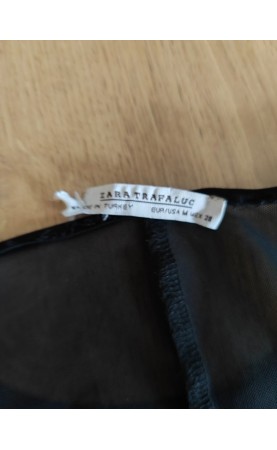 ZARA TRAFALUC
MADE IN TURKEY EUR/USA M MEX 28